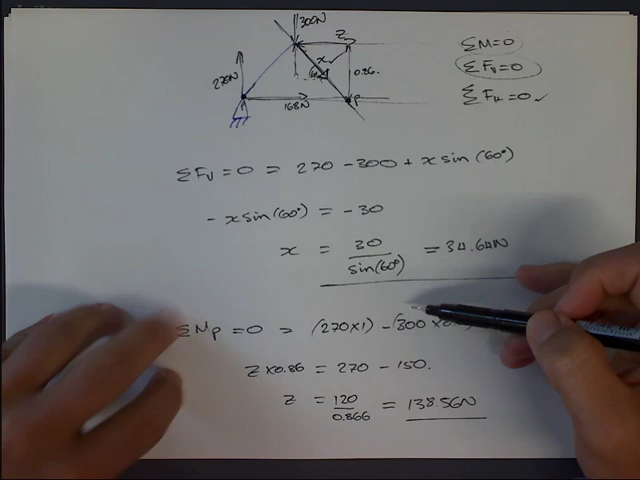 300N
Z
ΣM=0
x
270N
60°
0.86.
ΣFv=0
P
168N
ΣFH=0✓
ΣFv=0 = 270 -300 + x sin(60°)
- x sin(60°) = -30
x = 30/sin(60°) = 34.64N
ΣMp=0 = (270×1) -(300×0
Z×0.86 = 270 - 150.
Z = 120/0.866 = 138.56N